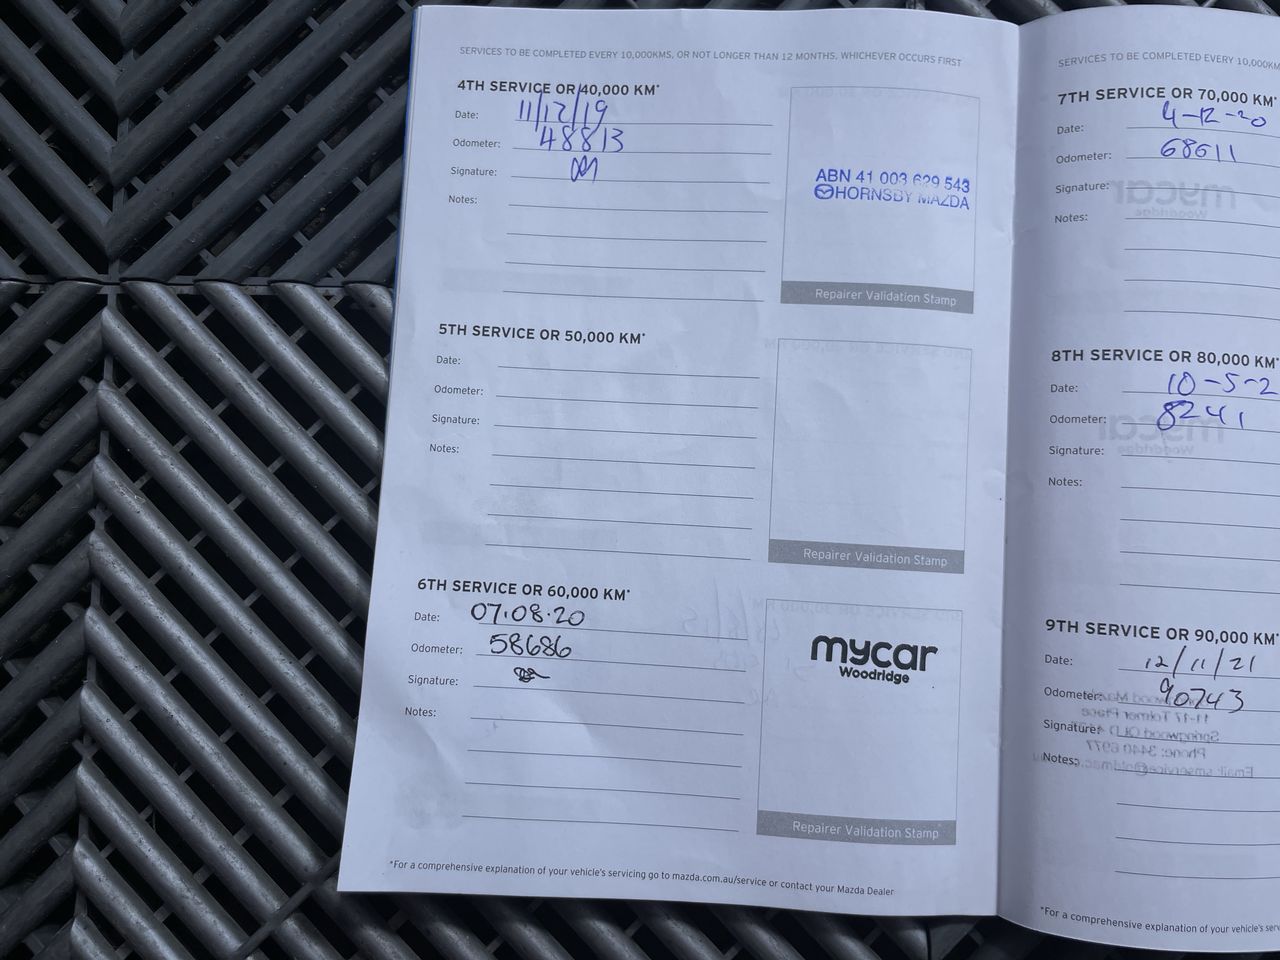 SERVICES TO BE COMPLETED EVERY 10,000KMS, OR NOT LONGER THAN 12 MONTHS, WHICHEVER OCCURS FIRST
4TH SERVICE OR 40,000 KM*
Date: 11/12/19
Odometer: 48813
Signature:
Notes:
ABN 41 003 629 543
HORNSBY MAZDA
Repairer Validation Stamp
5TH SERVICE OR 50,000 KM*
Date:
Odometer:
Signature:
Notes:
Repairer Validation Stamp
6TH SERVICE OR 60,000 KM*
Date: 07.08.20
Odometer: 58686
Signature:
Notes:
mycar
Woodridge
Repairer Validation Stamp
*For a comprehensive explanation of your vehicle's servicing go to mazda.com.au/service or contact your Mazda Dealer
SERVICES TO BE COMPLETED EVERY 10,000KM
7TH SERVICE OR 70,000 KM*
Date: 4-12-20
Odometer: 68611
Signature:
Notes:
8TH SERVICE OR 80,000 KM*
Date: 10-5-2
Odometer: 8241
Signature:
Notes:
9TH SERVICE OR 90,000 KM*
Date: 12/11/21
Odometer: 90743
Signature:
Notes:
*For a comprehensive explanation of your vehicle's serv